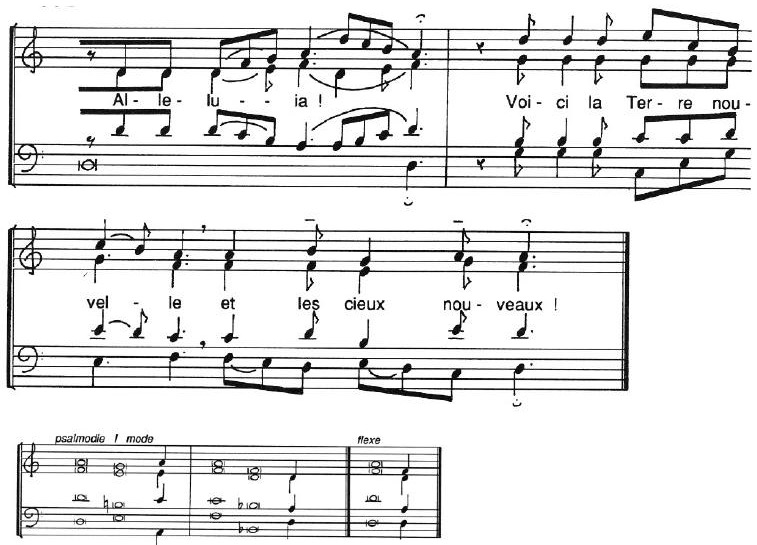 Al - le - lu - - ia ! Voi - ci la Ter - re nou -
vel - le et les cieux nou - veaux !
psalmodie I mode flexe